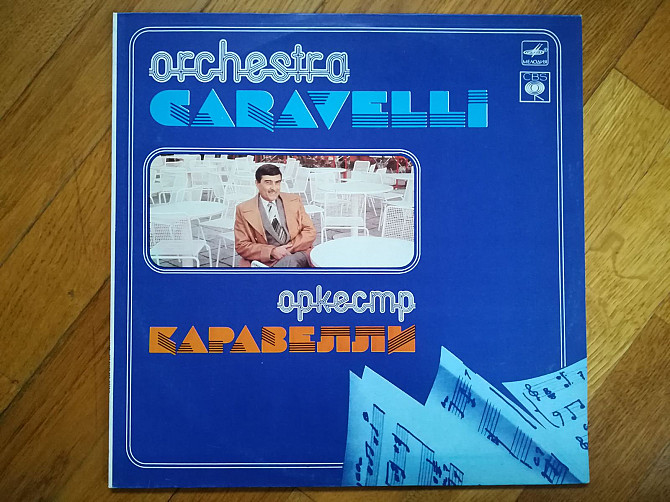 orchestra
CARAVELLI
МЕЛОДИЯ
CBS
оркестр
КАРАВЕЛЛИ